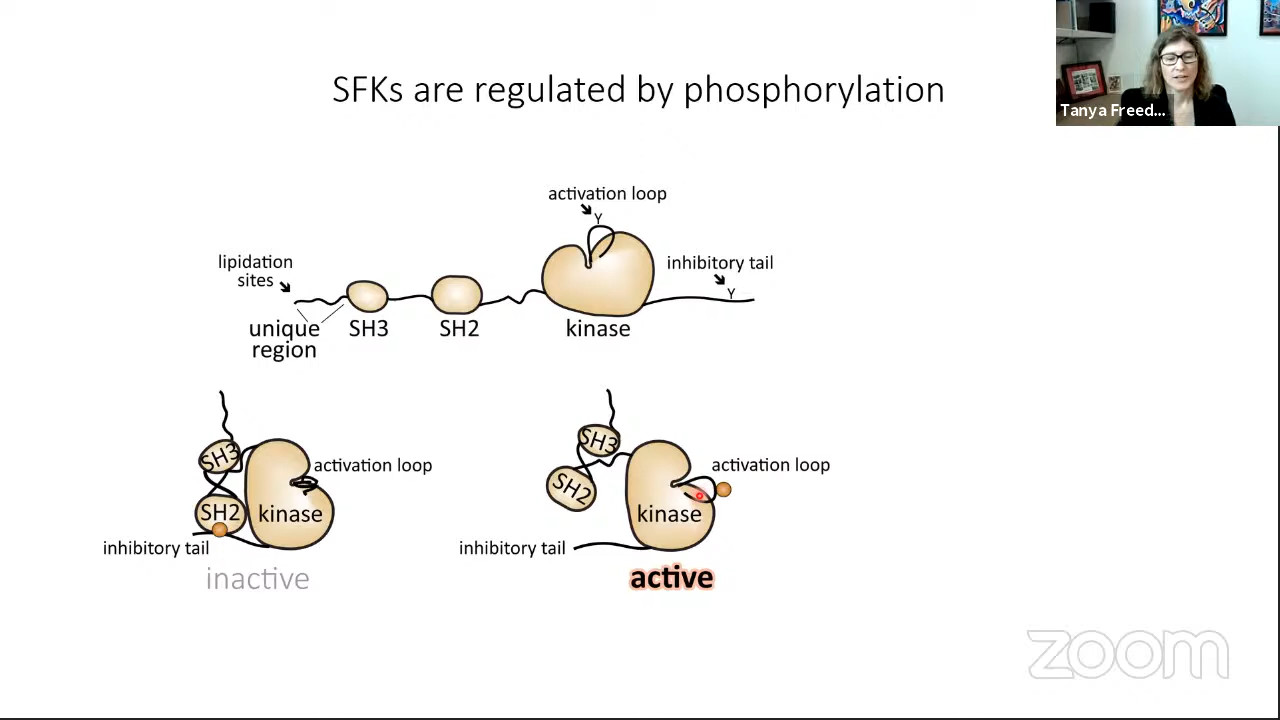 SFKs are regulated by phosphorylation
Tanya Freed...
activation loop
Y
lipidation
sites
inhibitory tail
Y
unique
region
SH3
SH2
kinase
SH3
activation loop
SH2
kinase
inhibitory tail
inactive
SH3
activation loop
SH2
kinase
inhibitory tail
active
zoom